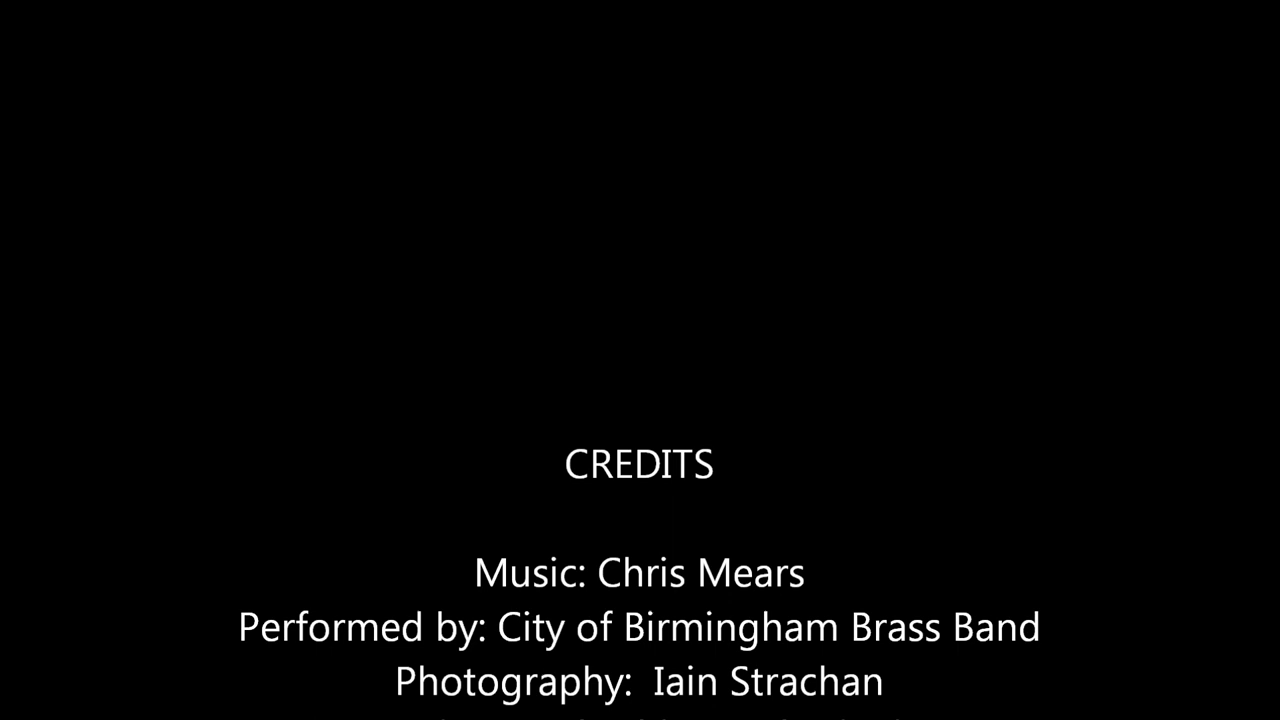 CREDITS
Music: Chris Mears
Performed by: City of Birmingham Brass Band
Photography:  Iain Strachan